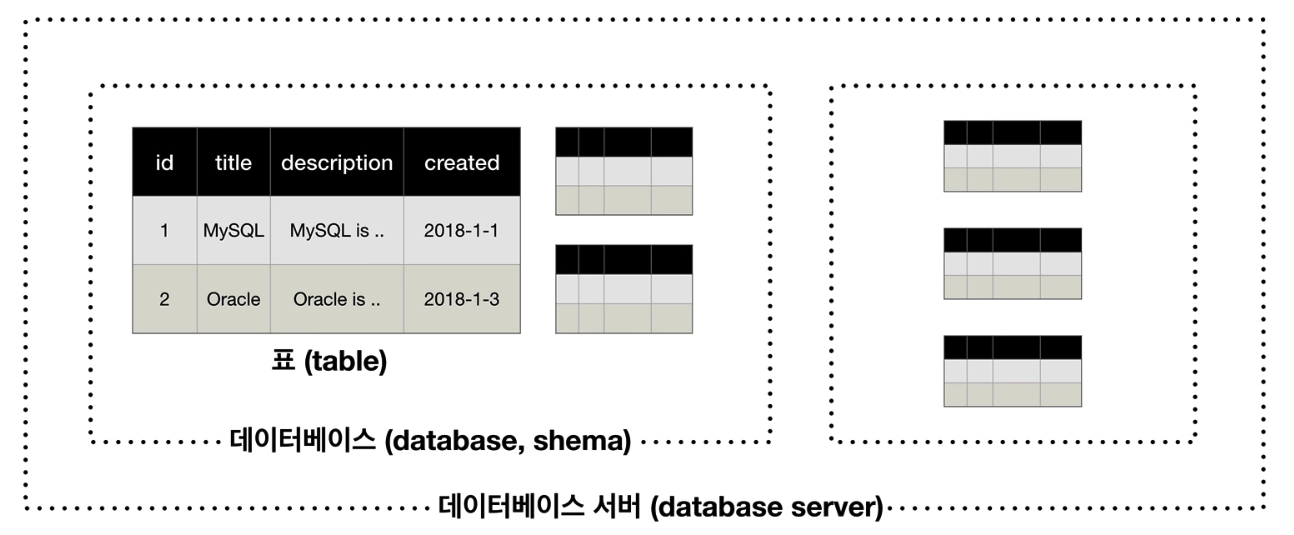 id title description created
1 MySQL MySQL is .. 2018-1-1
2 Oracle Oracle is .. 2018-1-3
표 (table)
데이터베이스 (database, shema)
데이터베이스 서버 (database server)